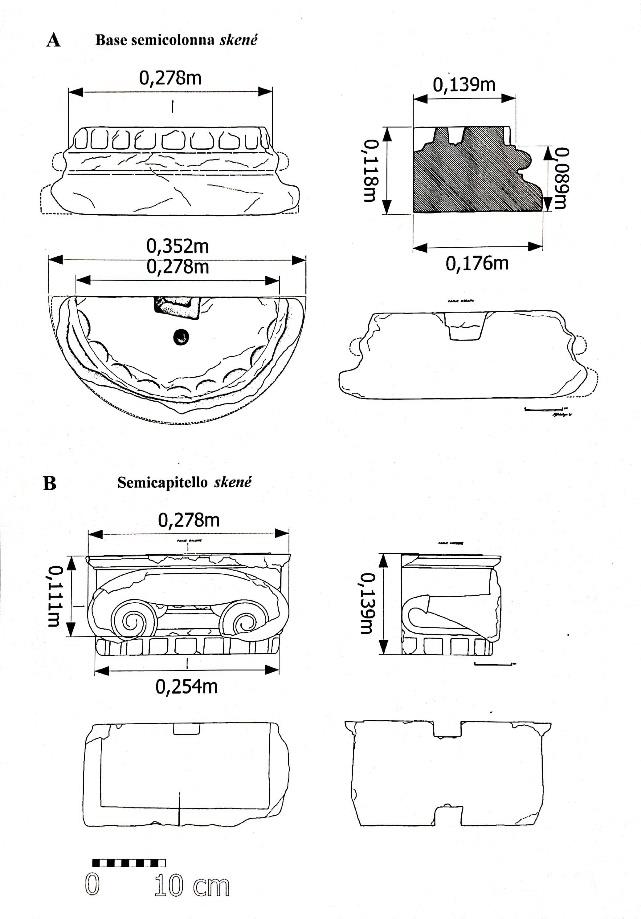 A Base semicolonna skené
0,278m
0,139m
0,118m
0,089m
0,176m
0,352m
0,278m
B Semicapitello skené
0,278m
0,111m
0,139m
0,254m
0 10 cm